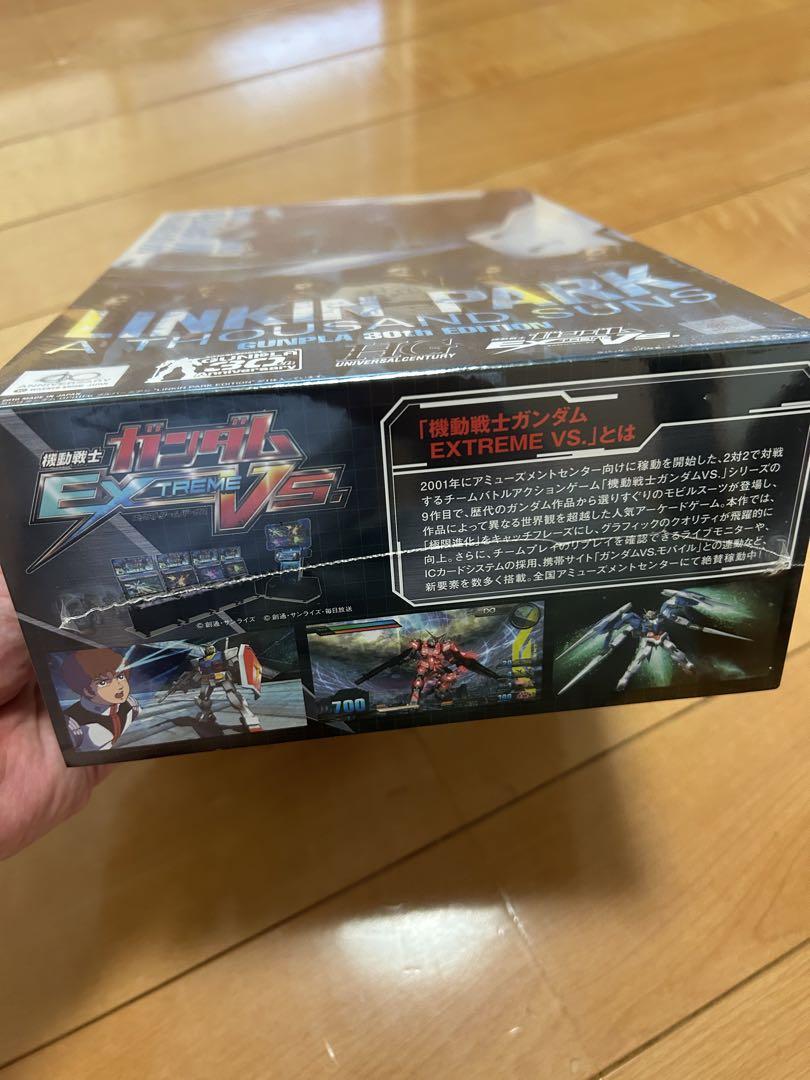 LINKIN PARK
A THOUSAND SUNS
GUNPLA 30TH EDITION
GUNPLA
30th
Anniversary
HGUC
UNIVERSAL CENTURY
ガンダム
EXTREME VS.
機動戦士
ガンダム
EXTREME VS.
© 創通・サンライズ
© 創通・サンライズ・毎日放送
「機動戦士ガンダム
EXTREME VS.」とは
2001年にアミューズメントセンター向けに稼動を開始した、2対2で対戦
するチームバトルアクションゲーム「機動戦士ガンダムVS.」シリーズの
9作目で、歴代のガンダム作品から選りすぐりのモビルスーツが登場し、
作品によって異なる世界観を超越した人気アーケードゲーム。本作では、
「極限進化」をキャッチフレーズにし、グラフィックのクオリティが飛躍的に
向上。さらに、チームプレイのリプレイを確認できるライブモニターや、
ICカードシステムの採用、携帯サイト「ガンダムVS.モバイル」との連動など、
新要素を数多く搭載。全国アミューズメントセンターにて絶賛稼動中!
700